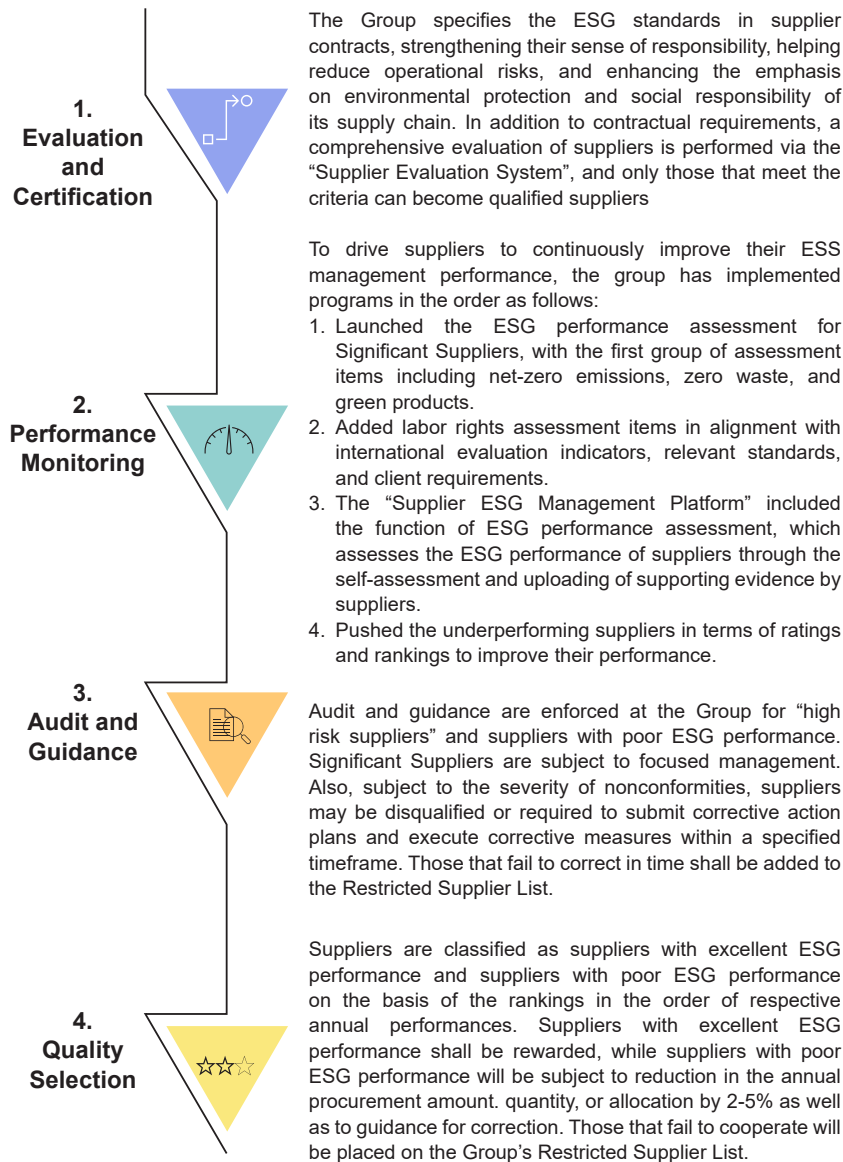 1.
Evaluation
and
Certification
The Group specifies the ESG standards in supplier
contracts, strengthening their sense of responsibility, helping
reduce operational risks, and enhancing the emphasis
on environmental protection and social responsibility of
its supply chain. In addition to contractual requirements, a
comprehensive evaluation of suppliers is performed via the
“Supplier Evaluation System”, and only those that meet the
criteria can become qualified suppliers
2.
Performance
Monitoring
To drive suppliers to continuously improve their ESS
management performance, the group has implemented
programs in the order as follows:
1. Launched the ESG performance assessment for
Significant Suppliers, with the first group of assessment
items including net-zero emissions, zero waste, and
green products.
2. Added labor rights assessment items in alignment with
international evaluation indicators, relevant standards,
and client requirements.
3. The “Supplier ESG Management Platform” included
the function of ESG performance assessment, which
assesses the ESG performance of suppliers through the
self-assessment and uploading of supporting evidence by
suppliers.
4. Pushed the underperforming suppliers in terms of ratings
and rankings to improve their performance.
3.
Audit and
Guidance
Audit and guidance are enforced at the Group for “high
risk suppliers” and suppliers with poor ESG performance.
Significant Suppliers are subject to focused management.
Also, subject to the severity of nonconformities, suppliers
may be disqualified or required to submit corrective action
plans and execute corrective measures within a specified
timeframe. Those that fail to correct in time shall be added to
the Restricted Supplier List.
4.
Quality
Selection
Suppliers are classified as suppliers with excellent ESG
performance and suppliers with poor ESG performance
on the basis of the rankings in the order of respective
annual performances. Suppliers with excellent ESG
performance shall be rewarded, while suppliers with poor
ESG performance will be subject to reduction in the annual
procurement amount. quantity, or allocation by 2-5% as well
as to guidance for correction. Those that fail to cooperate will
be placed on the Group’s Restricted Supplier List.